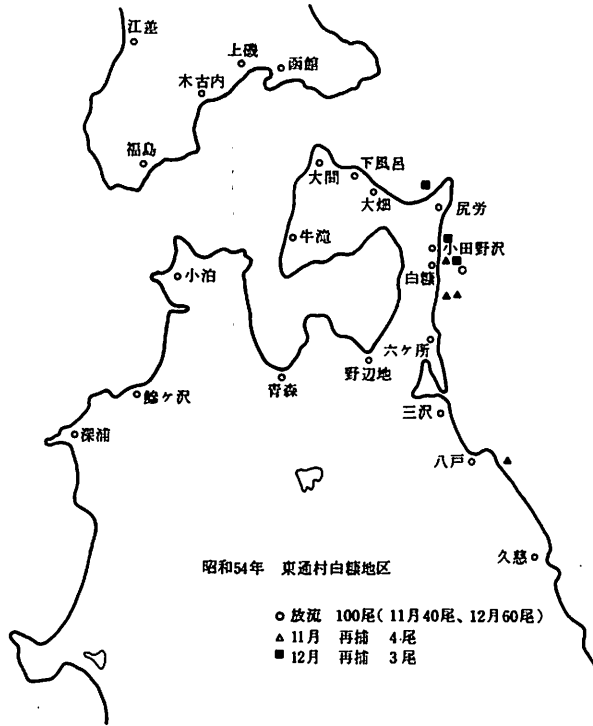 江差
上磯
函館
木古内
福島
大間
下風呂
大畑
尻労
牛滝
小田野沢
白糠
小泊
六ケ所
野辺地
青森
鰺ケ沢
三沢
深浦
八戸
久慈
昭和54年 東通村白糠地区
○ 放流 100尾(11月40尾、12月60尾)
▲ 11月 再捕 4尾
■ 12月 再捕 3尾